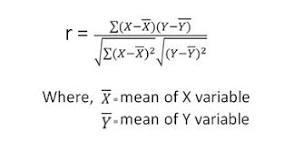 r = Σ(X-X̅)(Y-Y̅)
√Σ(X-X̅)² √(Y-Y̅)²
Where, X̅=mean of X variable
Y̅=mean of Y variable